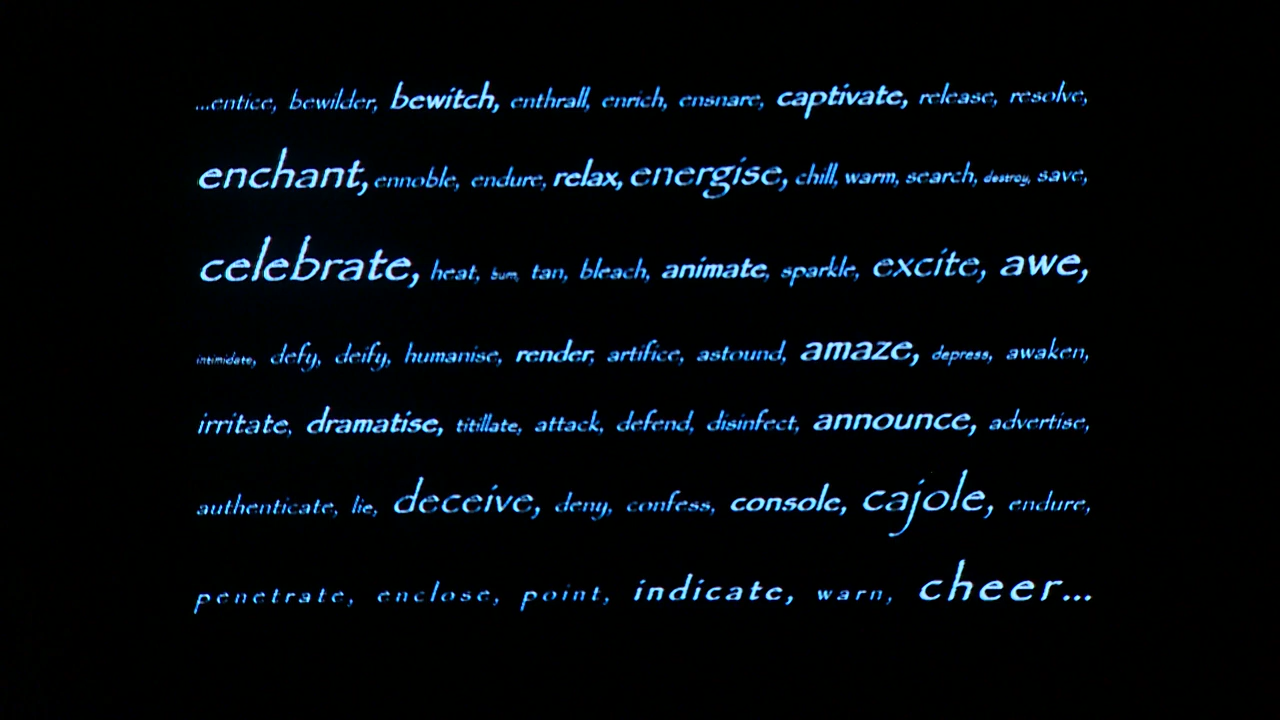 ...entice, bewilder, bewitch, enthrall, enrich, ensnare, captivate, release, resolve,
enchant, ennoble, endure, relax, energise, chill, warm, search, destroy, save,
celebrate, heat, burn, tan, bleach, animate, sparkle, excite, awe,
intimidate, defy, deify, humanise, render, artifice, astound, amaze, depress, awaken,
irritate, dramatise, titillate, attack, defend, disinfect, announce, advertise,
authenticate, lie, deceive, deny, confess, console, cajole, endure,
penetrate, enclose, point, indicate, warn, cheer...